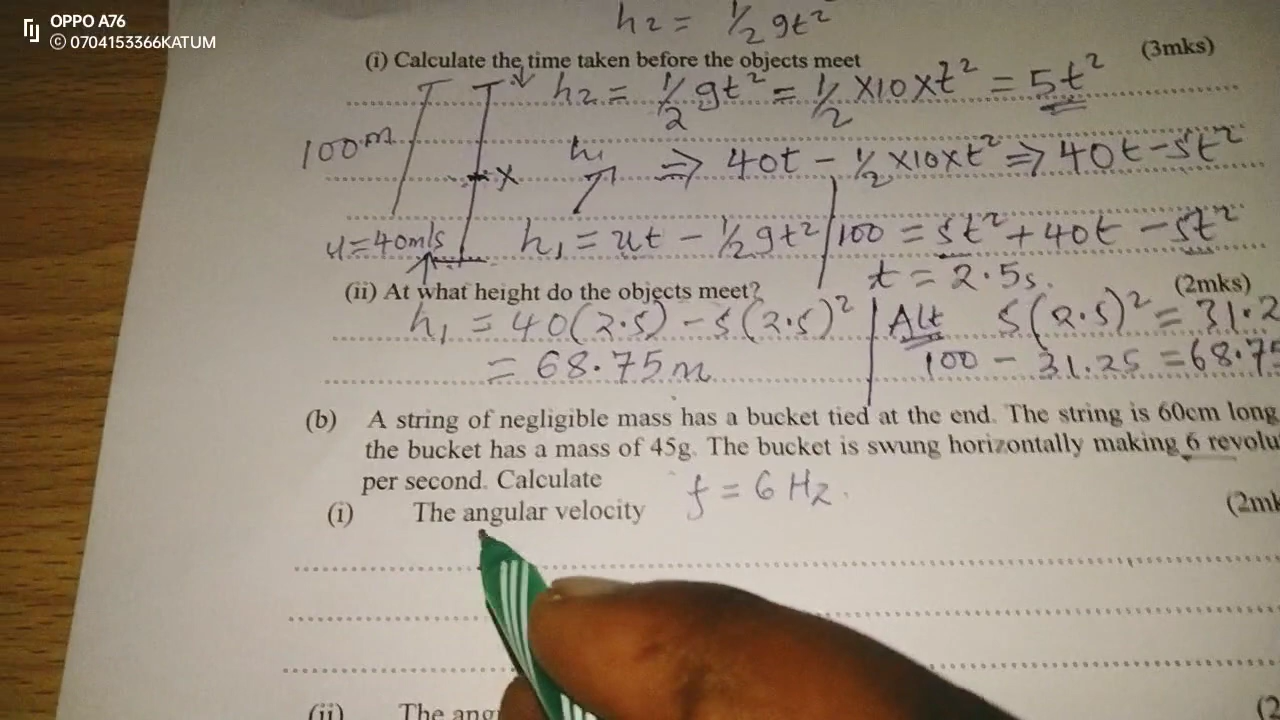 OPPO A76
© 0704153366KATUM
h2 = 1/2 gt²
(i) Calculate the time taken before the objects meet (3mks)
h2 = 1/2 gt² = 1/2 ×10×t² = 5t²
100m
h1 ⇒ 40t - 1/2×10×t² ⇒ 40t-5t²
x
u=40m/s h1 = ut - 1/2gt² 100 = 5t²+40t-5t²
t = 2.5s
(ii) At what height do the objects meet? (2mks)
h1 = 40(2.5) - 5(2.5)² Alt 5(2.5)² = 31.2
= 68.75m 100 - 31.25 = 68.75
(b) A string of negligible mass has a bucket tied at the end. The string is 60cm long
the bucket has a mass of 45g. The bucket is swung horizontally making 6 revolu
per second. Calculate
f = 6 Hz.
(i) The angular velocity (2mk
(ii) The ang (2